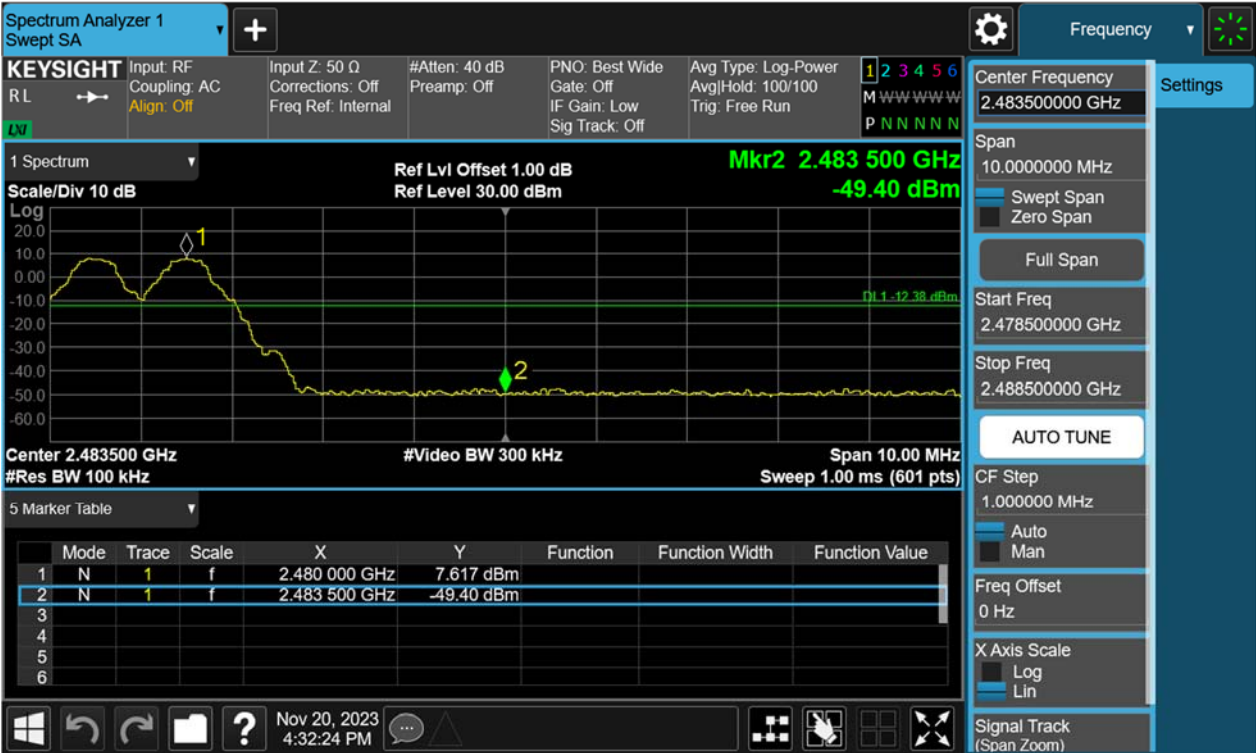 Spectrum Analyzer 1
Swept SA
+
Frequency
KEYSIGHT
R L
LXI
Input: RF
Coupling: AC
Align: Off
Input Z: 50 Ω
Corrections: Off
Freq Ref: Internal
#Atten: 40 dB
Preamp: Off
PNO: Best Wide
Gate: Off
IF Gain: Low
Sig Track: Off
Avg Type: Log-Power
Avg|Hold: 100/100
Trig: Free Run
1 2 3 4 5 6
M W W W W W W
P N N N N N
1 Spectrum
Scale/Div 10 dB
Log
Ref Lvl Offset 1.00 dB
Ref Level 30.00 dBm
Mkr2 2.483 500 GHz
-49.40 dBm
20.0
10.0
0.00
-10.0
-20.0
-30.0
-40.0
-50.0
-60.0
1
2
DL1 -12.38 dBm
Center 2.483500 GHz
#Res BW 100 kHz
#Video BW 300 kHz
Span 10.00 MHz
Sweep 1.00 ms (601 pts)
5 Marker Table
Mode Trace Scale X Y Function Function Width Function Value
1 N 1 f 2.480 000 GHz 7.617 dBm
2 N 1 f 2.483 500 GHz -49.40 dBm
3
4
5
6
?
Nov 20, 2023
4:32:24 PM
Center Frequency
2.483500000 GHz
Settings
Span
10.0000000 MHz
Swept Span
Zero Span
Full Span
Start Freq
2.478500000 GHz
Stop Freq
2.488500000 GHz
AUTO TUNE
CF Step
1.000000 MHz
Auto
Man
Freq Offset
0 Hz
X Axis Scale
Log
Lin
Signal Track
(Span Zoom)